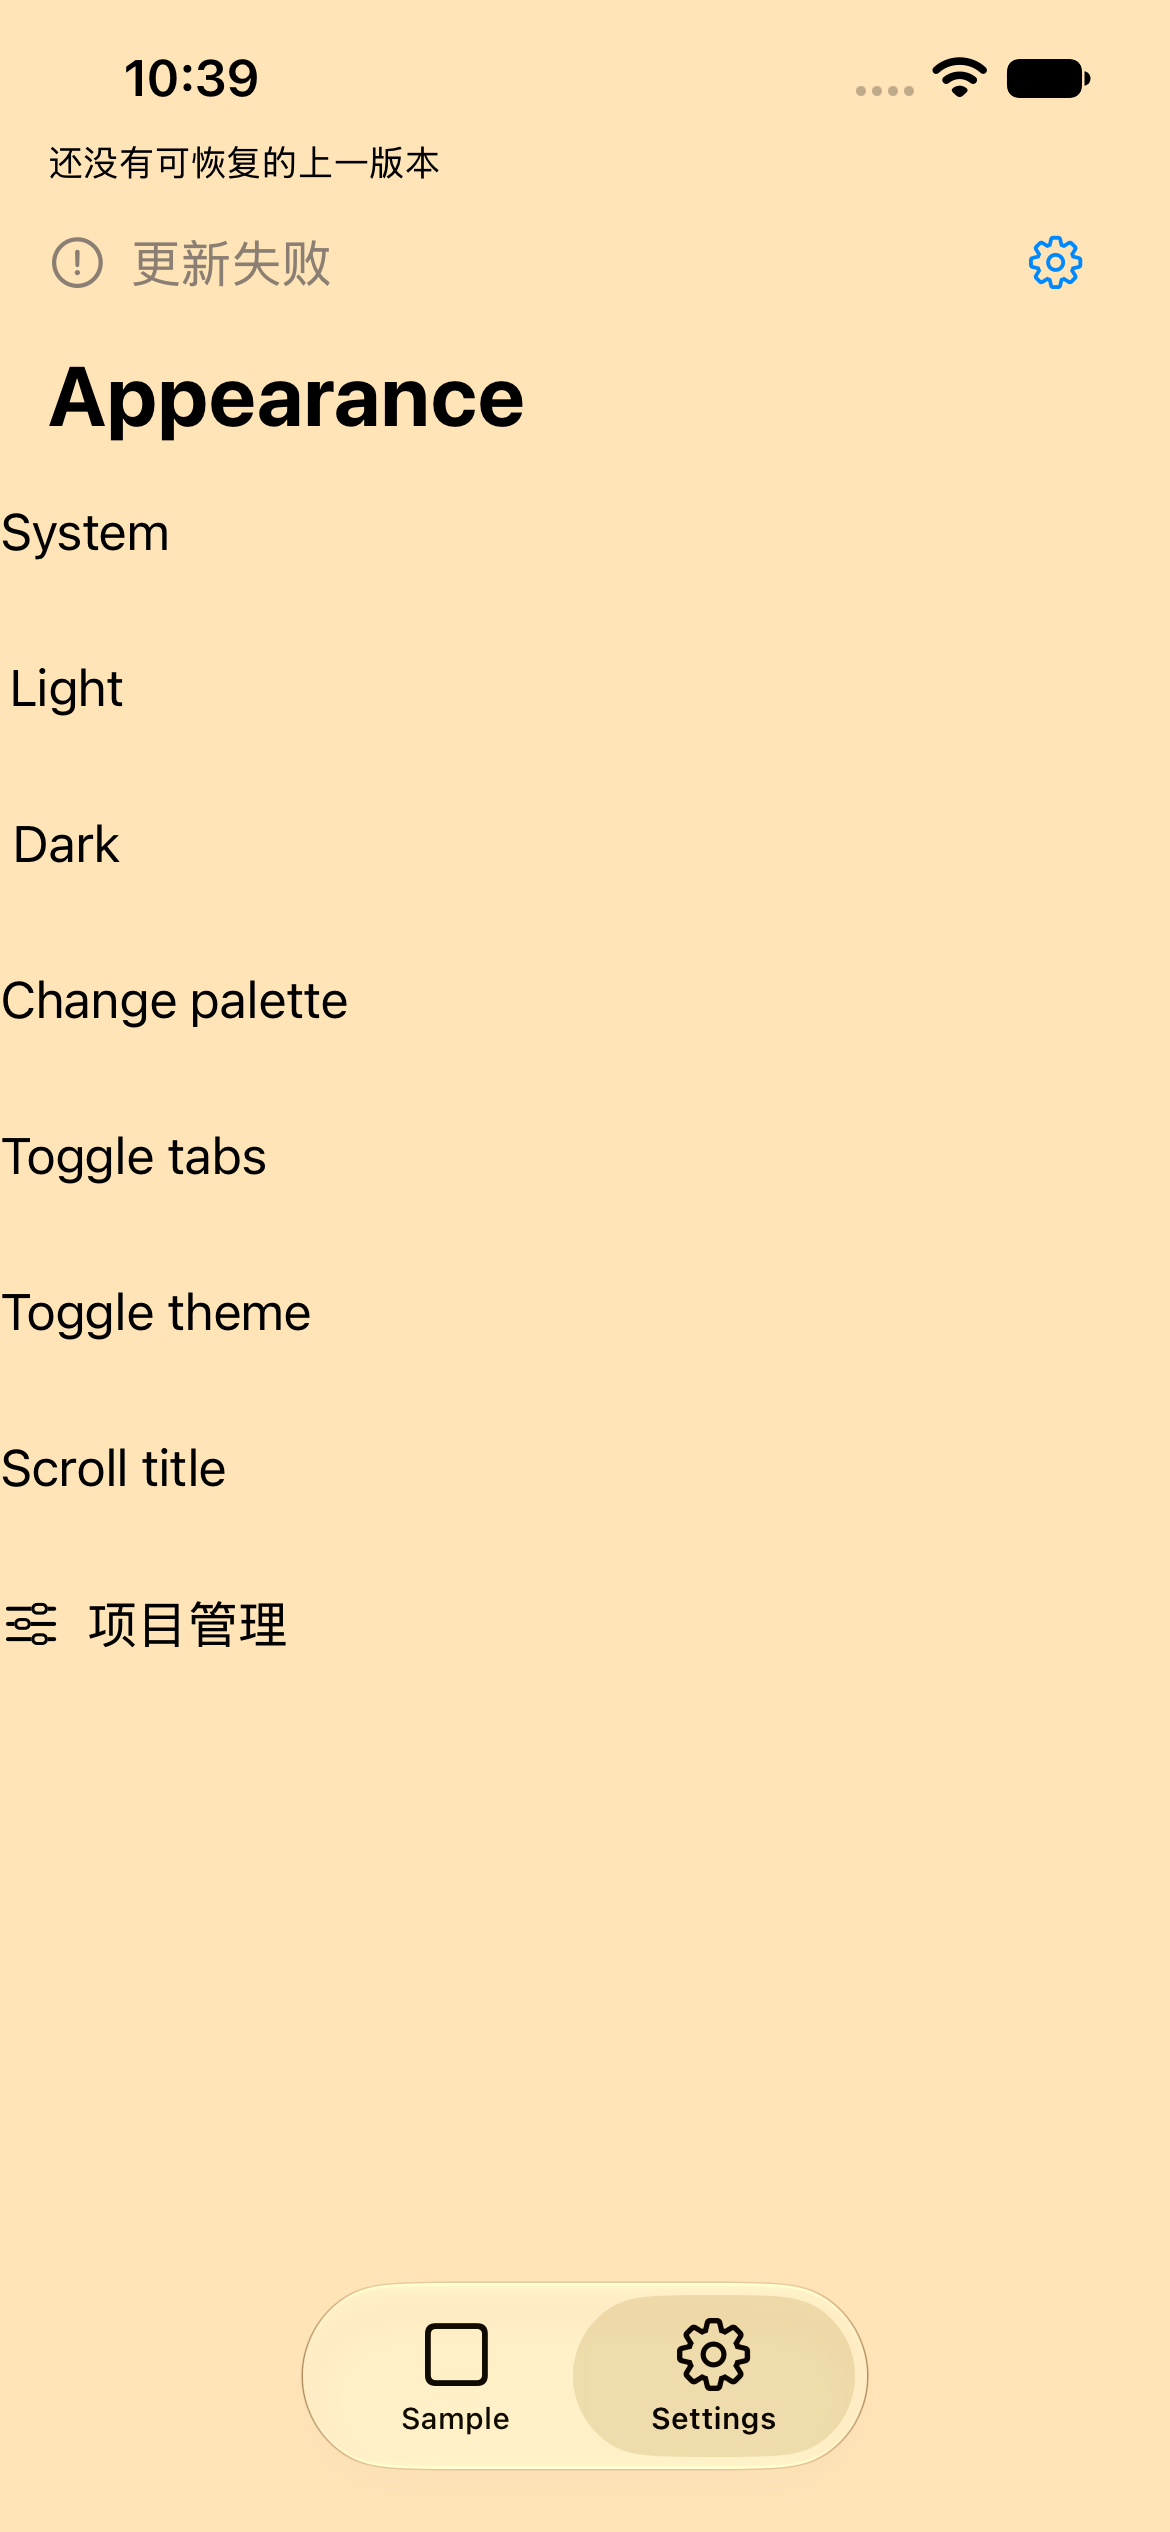 10:39
还没有可恢复的上一版本
更新失败
Appearance
System
Light
Dark
Change palette
Toggle tabs
Toggle theme
Scroll title
项目管理
Sample
Settings